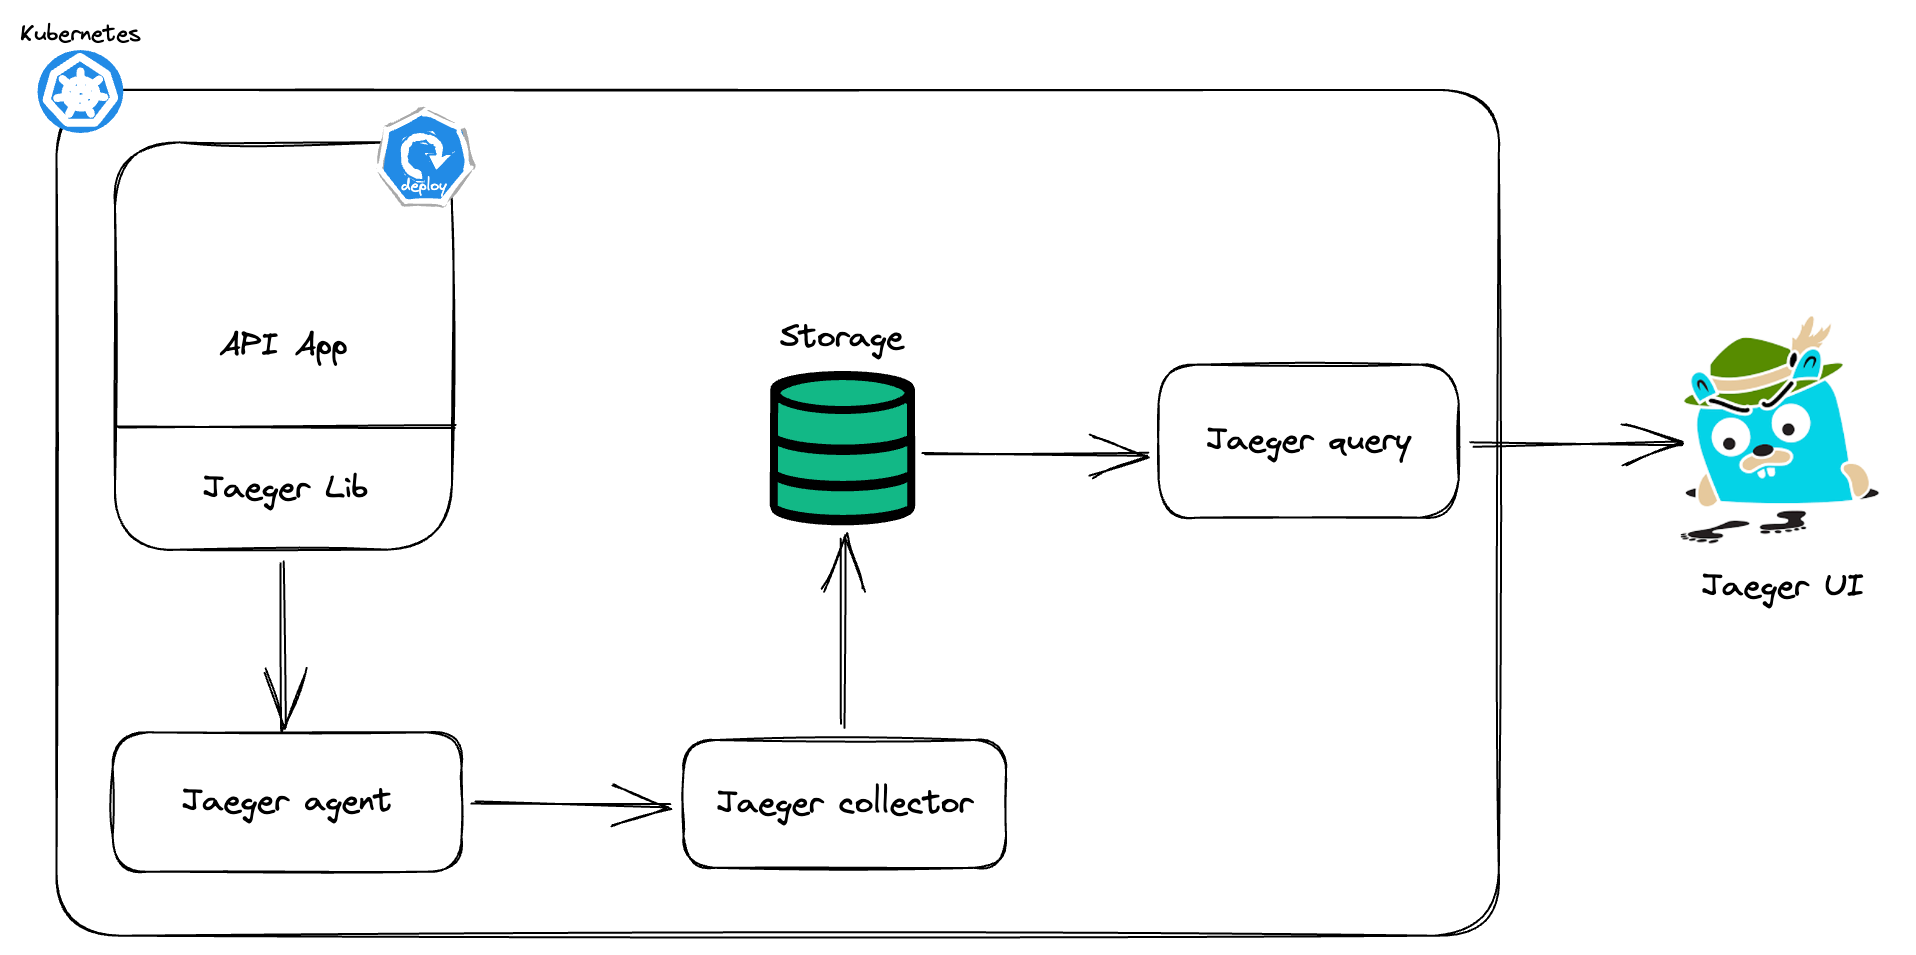 Kubernetes
deploy
API App
Jaeger Lib
Storage
Jaeger query
Jaeger UI
Jaeger agent
Jaeger collector